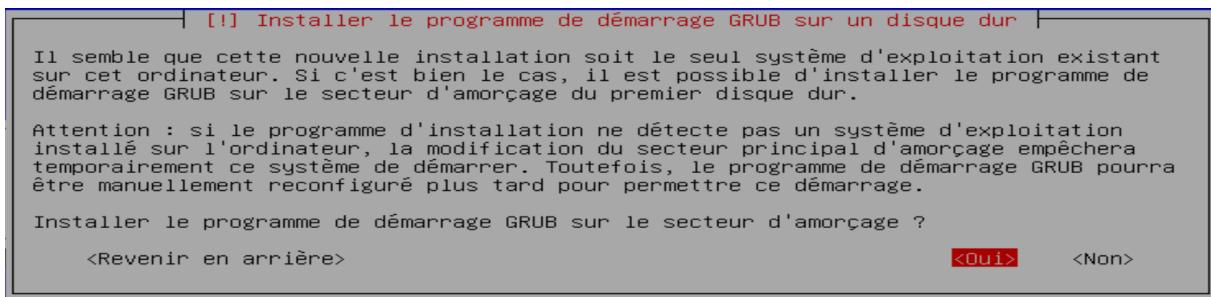 [!] Installer le programme de démarrage GRUB sur un disque dur
Il semble que cette nouvelle installation soit le seul système d'exploitation existant
sur cet ordinateur. Si c'est bien le cas, il est possible d'installer le programme de
démarrage GRUB sur le secteur d'amorçage du premier disque dur.
Attention : si le programme d'installation ne détecte pas un système d'exploitation
installé sur l'ordinateur, la modification du secteur principal d'amorçage empêchera
temporairement ce système de démarrer. Toutefois, le programme de démarrage GRUB pourra
être manuellement reconfiguré plus tard pour permettre ce démarrage.
Installer le programme de démarrage GRUB sur le secteur d'amorçage ?
<Revenir en arrière> <Oui> <Non>